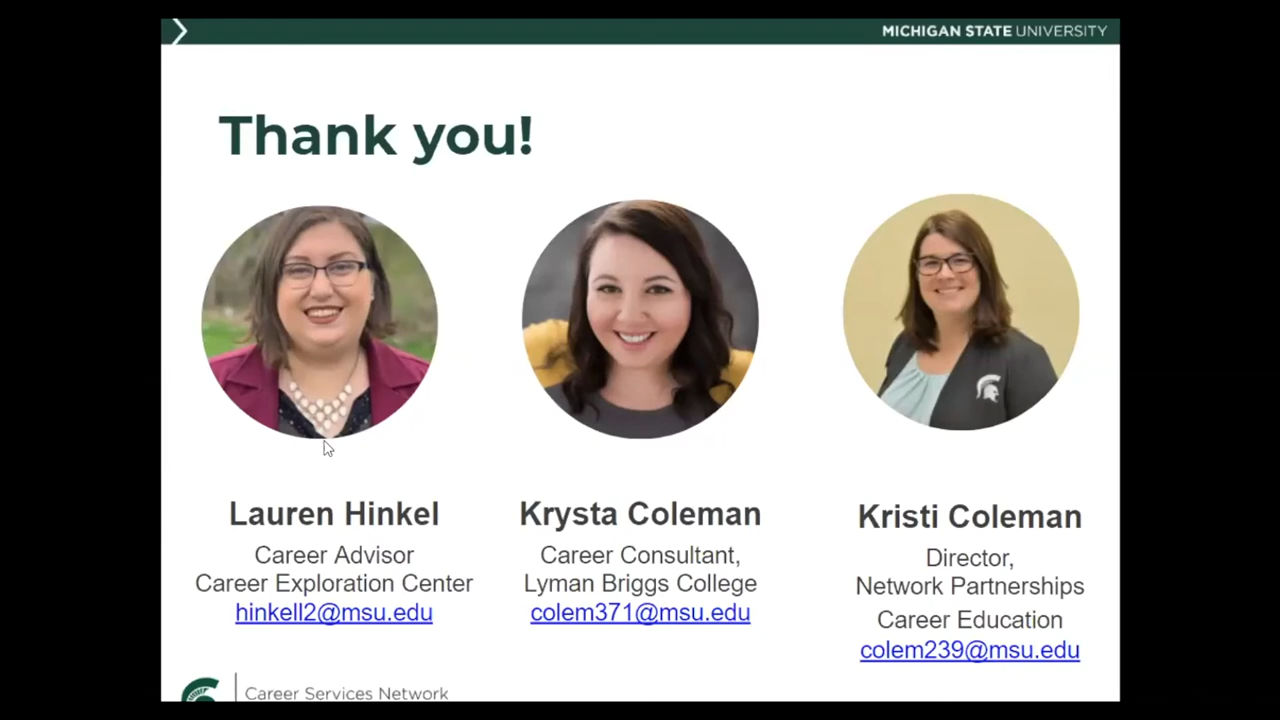 MICHIGAN STATE UNIVERSITY
Thank you!
Lauren Hinkel
Career Advisor
Career Exploration Center
hinkell2@msu.edu
Krysta Coleman
Career Consultant,
Lyman Briggs College
colem371@msu.edu
Kristi Coleman
Director,
Network Partnerships
Career Education
colem239@msu.edu
Career Services Network